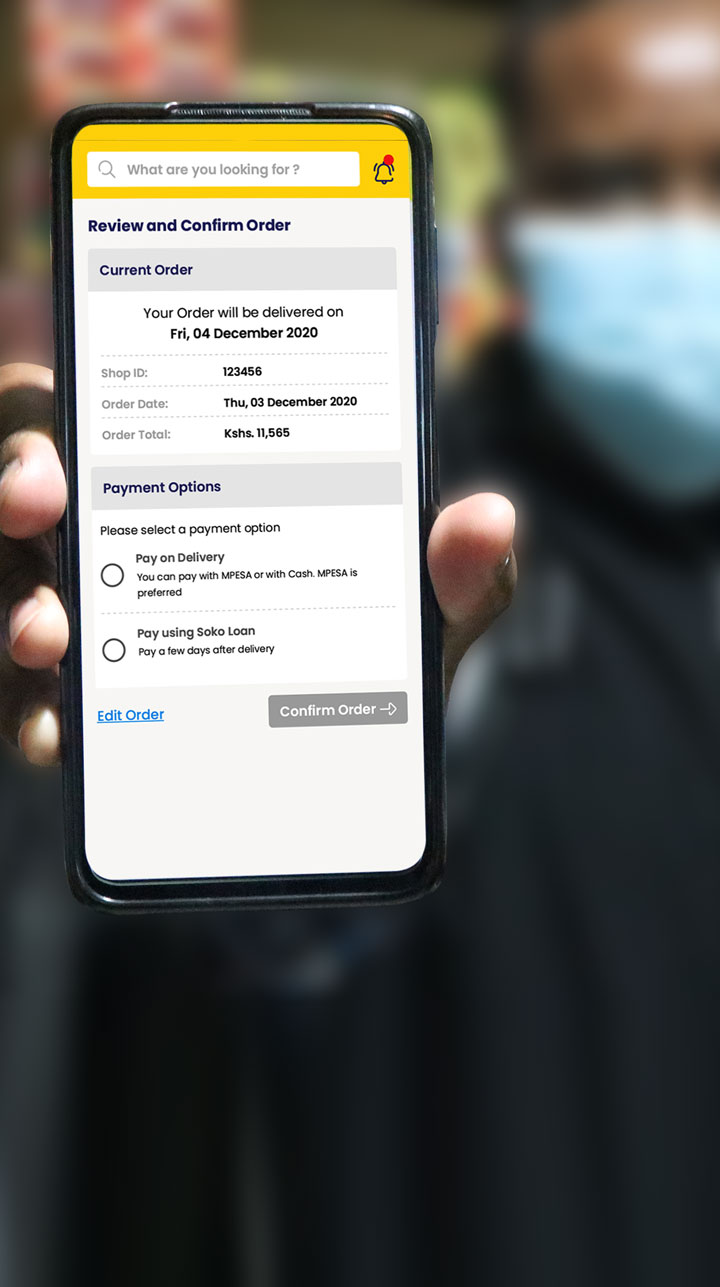 What are you looking for ?
Review and Confirm Order
Current Order
Your Order will be delivered on
Fri, 04 December 2020
Shop ID: 123456
Order Date: Thu, 03 December 2020
Order Total: Kshs. 11,565
Payment Options
Please select a payment option
Pay on Delivery
You can pay with MPESA or with Cash. MPESA is
preferred
Pay using Soko Loan
Pay a few days after delivery
Edit Order
Confirm Order